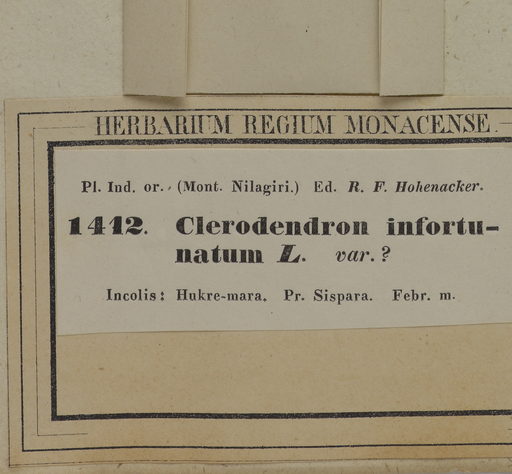 HERBARIUM REGIUM MONACENSE.
Pl. Ind. or. (Mont. Nilagiri.) Ed. R. F. Hohenacker.
1412. Clerodendron infortu-
natum L. var. ?
Incolis: Hukre-mara. Pr. Sispara. Febr. m.